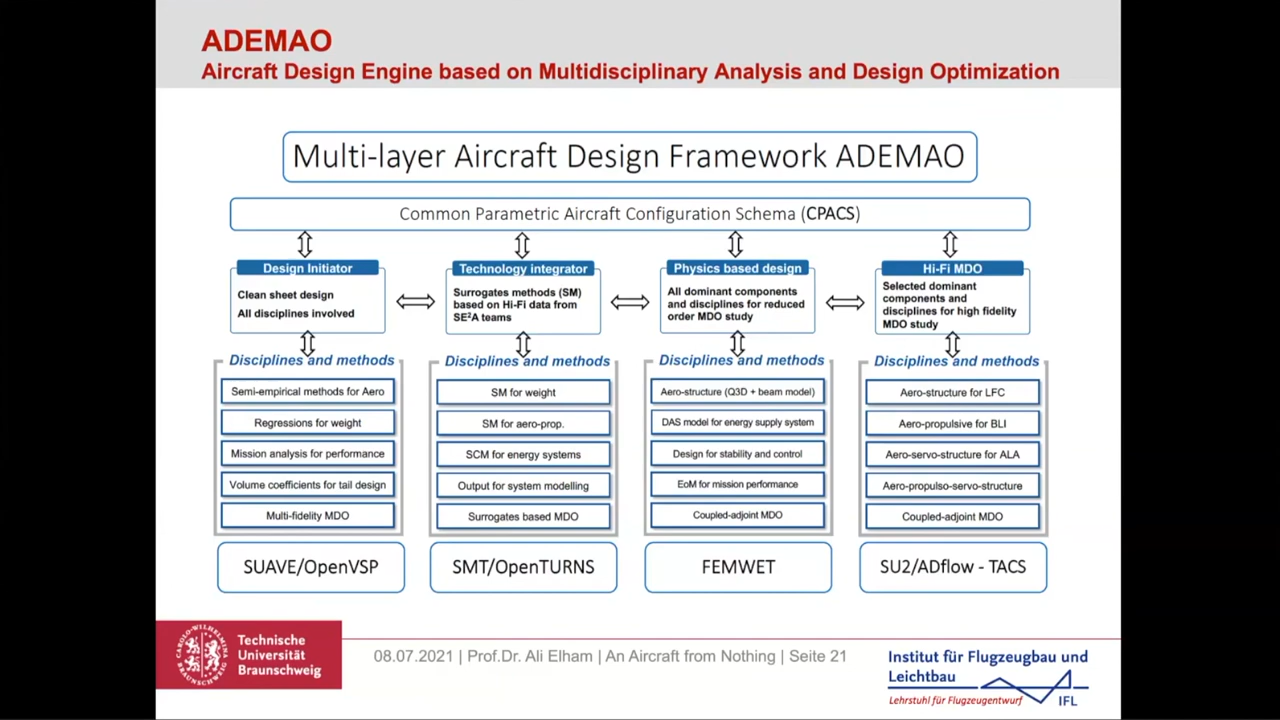 ADEMAO
Aircraft Design Engine based on Multidisciplinary Analysis and Design Optimization
Multi-layer Aircraft Design Framework ADEMAO
Common Parametric Aircraft Configuration Schema (CPACS)
Design Initiator
Clean sheet design
All disciplines involved
Technology integrator
Surrogates methods (SM)
based on Hi-Fi data from
SE²A teams
Physics based design
All dominant components
and disciplines for reduced
order MDO study
Hi-Fi MDO
Selected dominant
components and
disciplines for high fidelity
MDO study
Disciplines and methods
Semi-empirical methods for Aero
Regressions for weight
Mission analysis for performance
Volume coefficients for tail design
Multi-fidelity MDO
SUAVE/OpenVSP
Disciplines and methods
SM for weight
SM for aero-prop.
SCM for energy systems
Output for system modelling
Surrogates based MDO
SMT/OpenTURNS
Disciplines and methods
Aero-structure (Q3D + beam model)
DAS model for energy supply system
Design for stability and control
EoM for mission performance
Coupled-adjoint MDO
FEMWET
Disciplines and methods
Aero-structure for LFC
Aero-propulsive for BLI
Aero-servo-structure for ALA
Aero-propulso-servo-structure
Coupled-adjoint MDO
SU2/ADflow - TACS
Technische
Universität
Braunschweig
08.07.2021 | Prof.Dr. Ali Elham | An Aircraft from Nothing | Seite 21
Institut für Flugzeugbau und
Leichtbau
Lehrstuhl für Flugzeugentwurf
IFL